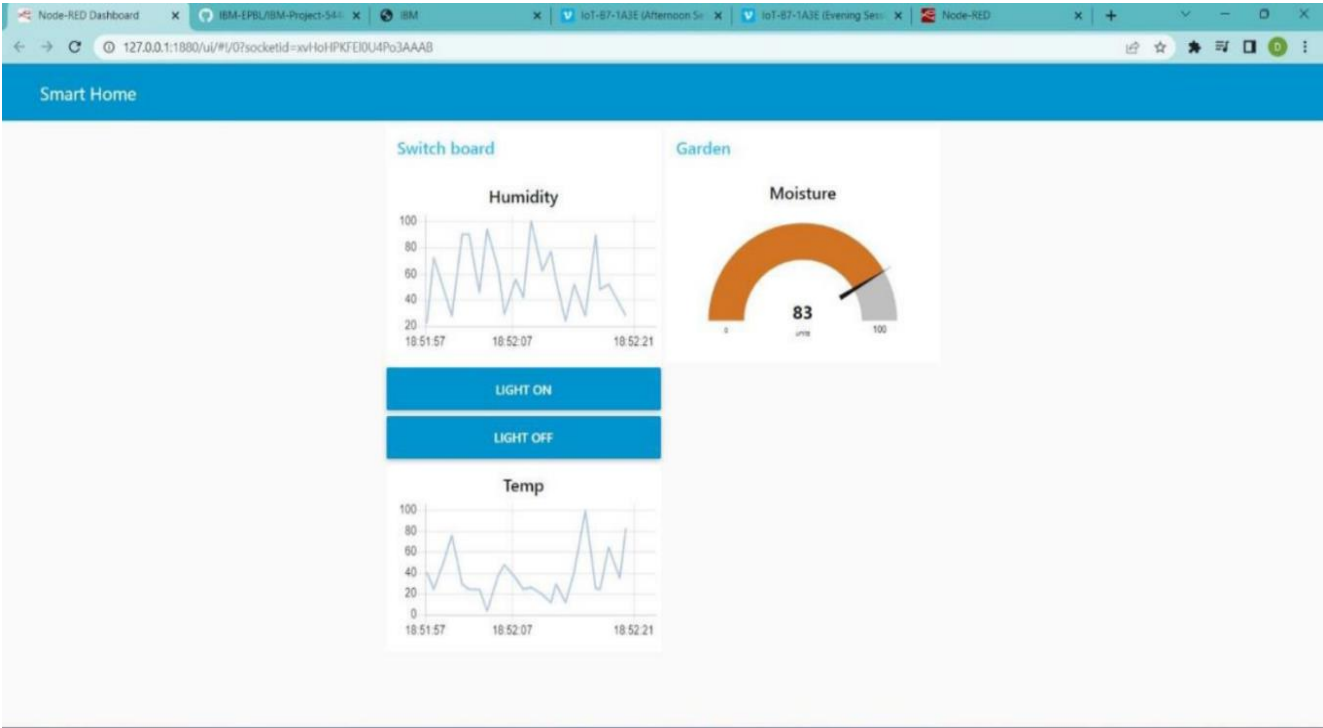 Node-RED Dashboard
IBM-EPBL/IBM-Project-544
IBM
IoT-B7-1A3E (Afternoon Se
IoT-B7-1A3E (Evening Sess
Node-RED
127.0.0.1:1880/ui/#!/0?socketid=
D
Smart Home
Switch board
Humidity
100
80
60
40
20
18:51:57 18:52:07 18:52:21
LIGHT ON
LIGHT OFF
Temp
100
80
60
40
20
0
18:51:57 18:52:07 18:52:21
Garden
Moisture
83
units
0 100